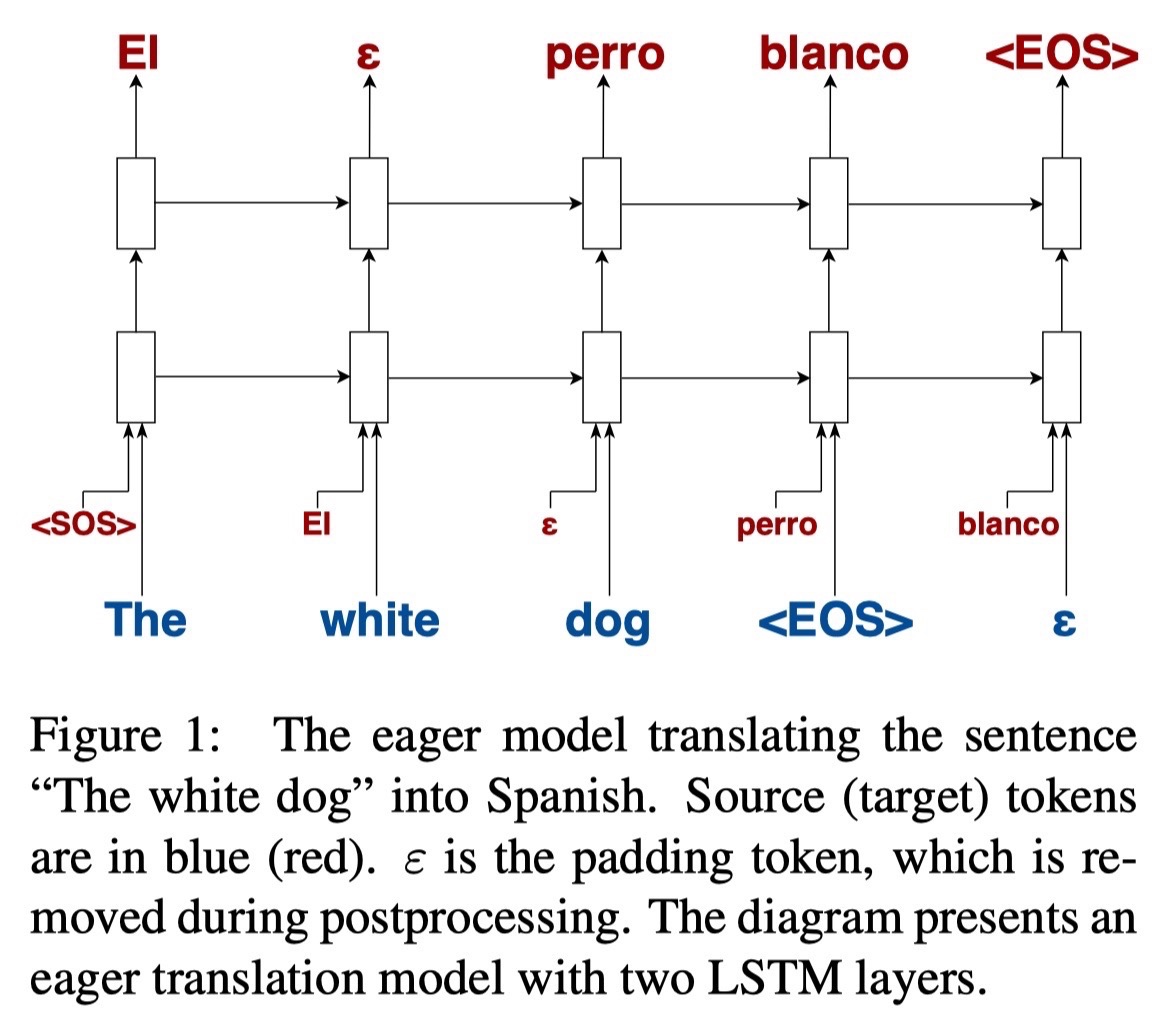 El ε perro blanco <EOS>
<SOS> El ε perro blanco
The white dog <EOS> ε
Figure 1: The eager model translating the sentence
“The white dog” into Spanish. Source (target) tokens
are in blue (red). ε is the padding token, which is re-
moved during postprocessing. The diagram presents an
eager translation model with two LSTM layers.